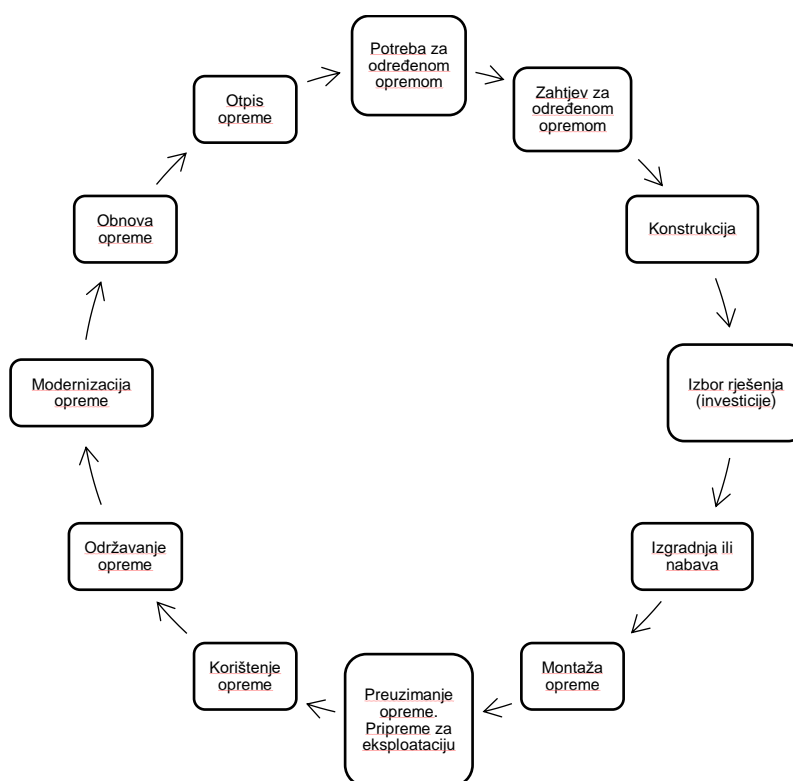 Potreba za
određenom
opremom
Zahtjev za
određenom
opremom
Konstrukcija
Izbor rješenja
(investicije)
Izgradnja ili
nabava
Montaža
opreme
Preuzimanje
opreme.
Pripreme za
eksploataciju
Korištenje
opreme
Održavanje
opreme
Modernizacija
opreme
Obnova
opreme
Otpis
opreme